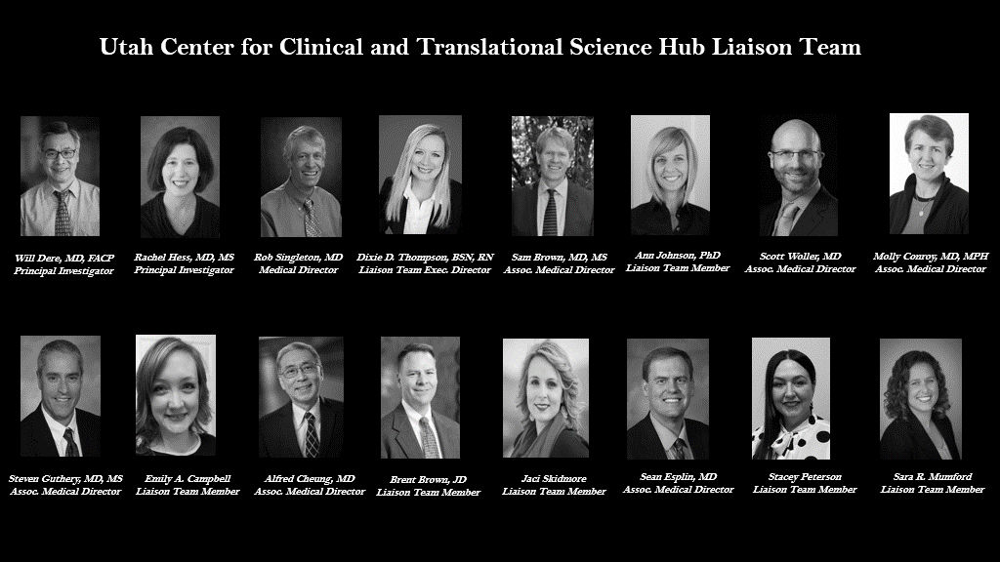 Utah Center for Clinical and Translational Science Hub Liaison Team
Will Dere, MD, FACP
Principal Investigator
Rachel Hess, MD, MS
Principal Investigator
Rob Singleton, MD
Medical Director
Dixie D. Thompson, BSN, RN
Liaison Team Exec. Director
Sam Brown, MD, MS
Assoc. Medical Director
Ann Johnson, PhD
Liaison Team Member
Scott Woller, MD
Assoc. Medical Director
Molly Conroy, MD, MPH
Assoc. Medical Director
Steven Guthery, MD, MS
Assoc. Medical Director
Emily A. Campbell
Liaison Team Member
Alfred Cheung, MD
Assoc. Medical Director
Brent Brown, JD
Liaison Team Member
Jaci Skidmore
Liaison Team Member
Sean Esplin, MD
Assoc. Medical Director
Stacey Peterson
Liaison Team Member
Sara R. Mumford
Liaison Team Member